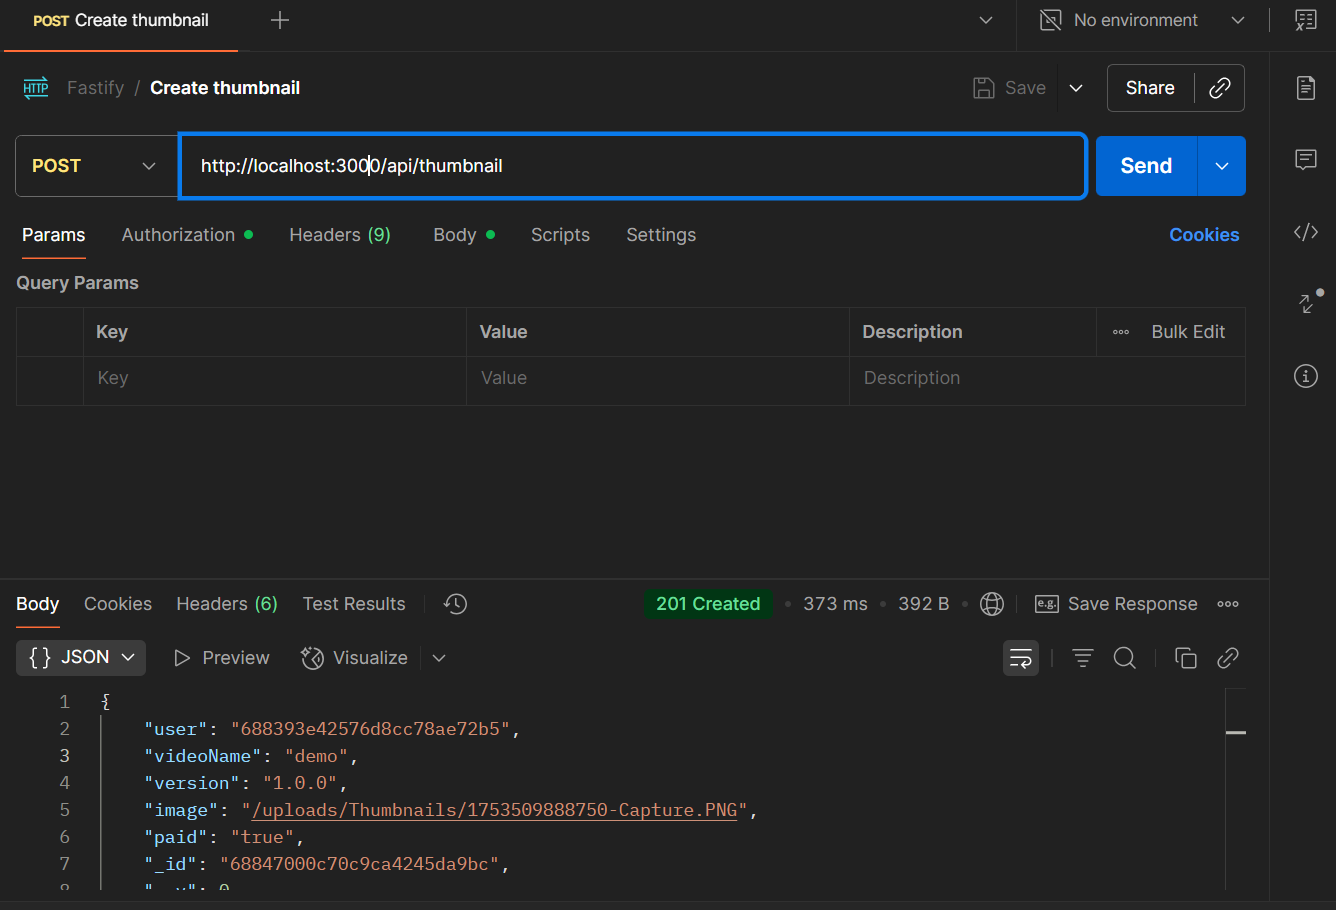 POST Create thumbnail
No environment
HTTP Fastify / Create thumbnail
Save
Share
POST
http://localhost:3000/api/thumbnail
Send
Params Authorization Headers (9) Body Scripts Settings Cookies
Query Params
Key Value Description Bulk Edit
Key Value Description
Body Cookies Headers (6) Test Results 201 Created • 373 ms • 392 B • e.g. Save Response
{} JSON Preview Visualize
1 {
2 "user": "688393e42576d8cc78ae72b5",
3 "videoName": "demo",
4 "version": "1.0.0",
5 "image": "/uploads/Thumbnails/1753509888750-Capture.PNG",
6 "paid": "true",
7 "_id": "68847000c70c9ca4245da9bc",